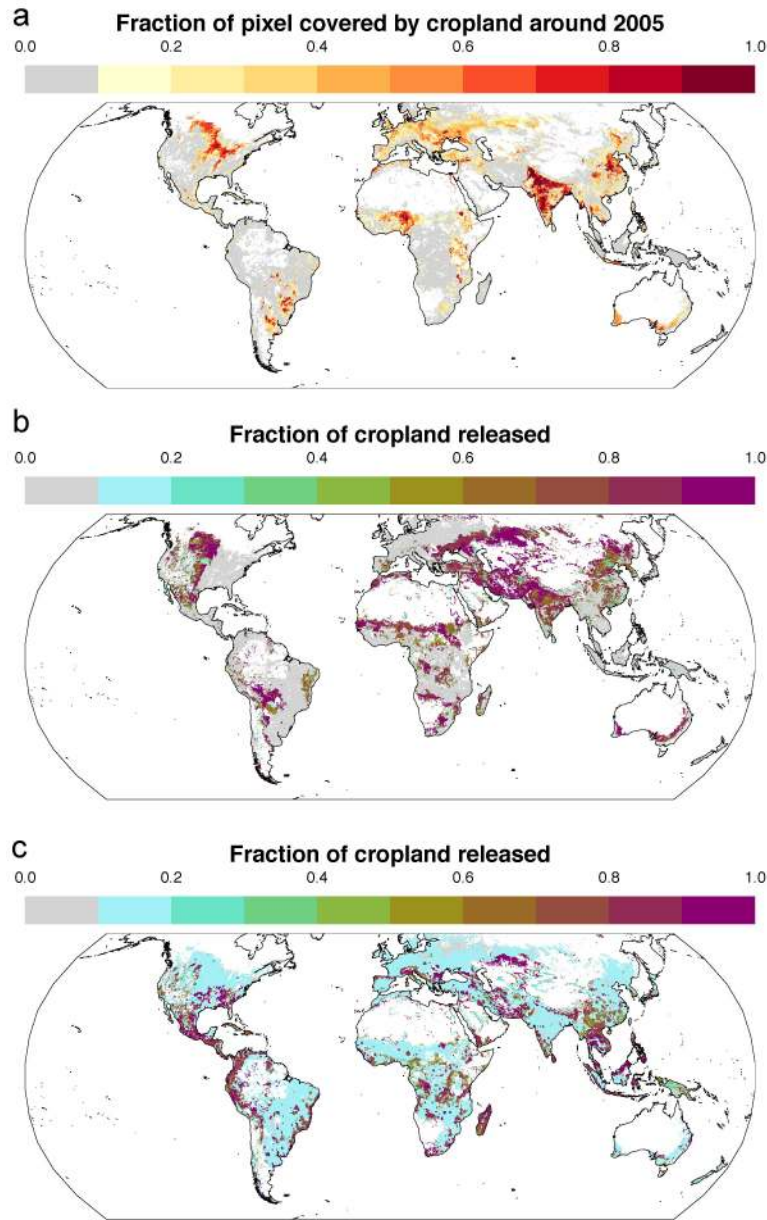 a
Fraction of pixel covered by cropland around 2005
0.0 0.2 0.4 0.6 0.8 1.0
b
Fraction of cropland released
0.0 0.2 0.4 0.6 0.8 1.0
c
Fraction of cropland released
0.0 0.2 0.4 0.6 0.8 1.0